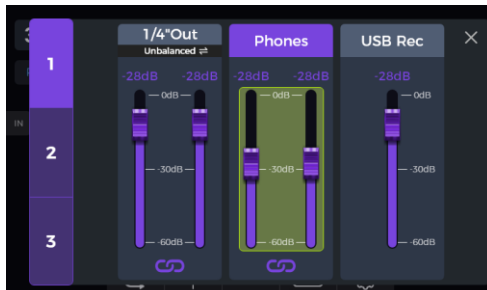 1
2
3
1/4"Out
Unbalanced ⇌
-28dB -28dB
0dB
-30dB
-60dB
Phones
-28dB -28dB
0dB
-30dB
-60dB
USB Rec
-28dB
0dB
-30dB
-60dB
IN